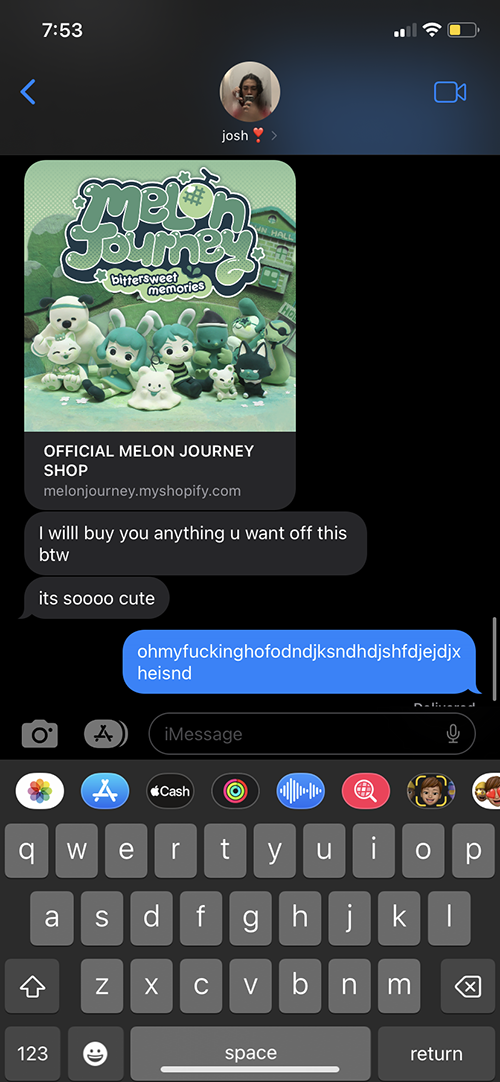 7:53
josh❣️ >
Melon
Journey
bittersweet
memories
OFFICIAL MELON JOURNEY
SHOP
melonjourney.myshopify.com
I willl buy you anything u want off this
btw
its soooo cute
ohmyfuckinghofodndjksndhdjshfdjejdjx
heisnd
Delivered
iMessage
Cash
q w e r t y u i o p
a s d f g h j k l
z x c v b n m
123 space return